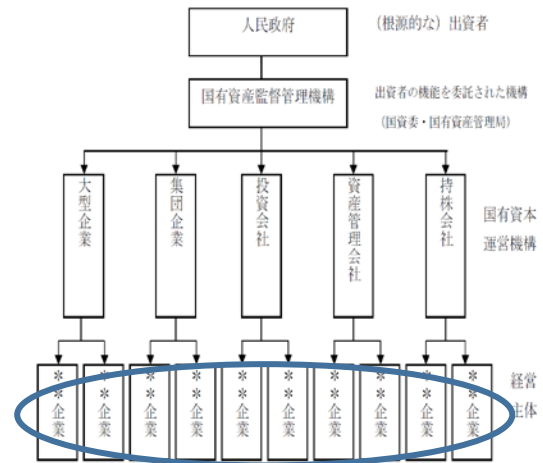 人民政府
(根源的な)出資者
国有資産監督管理機構
出資者の機能を委託された機構
(国資委・国有資産管理局)
大型企業
集団企業
投資会社
資産管理会社
持株会社
国有資本
運営機構
**企業
**企業
**企業
**企業
**企業
**企業
**企業
**企業
**企業
**企業
経営
主体